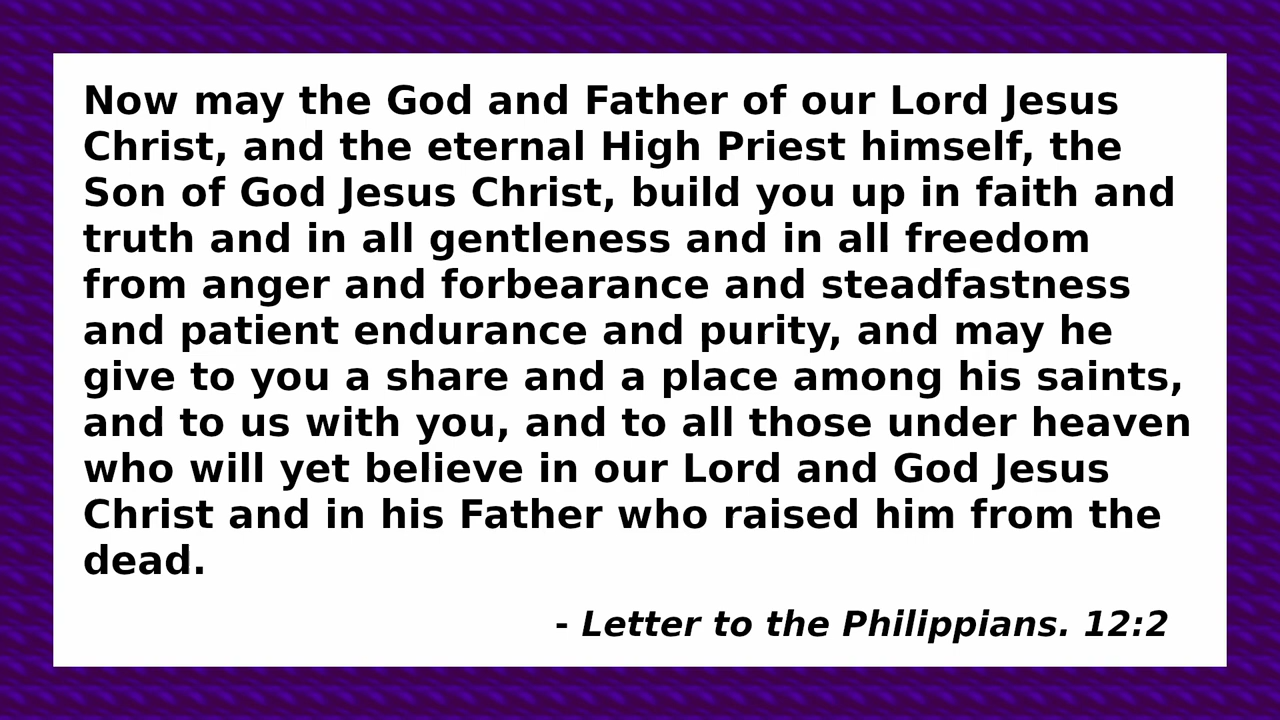 Now may the God and Father of our Lord Jesus
Christ, and the eternal High Priest himself, the
Son of God Jesus Christ, build you up in faith and
truth and in all gentleness and in all freedom
from anger and forbearance and steadfastness
and patient endurance and purity, and may he
give to you a share and a place among his saints,
and to us with you, and to all those under heaven
who will yet believe in our Lord and God Jesus
Christ and in his Father who raised him from the
dead.
- Letter to the Philippians. 12:2